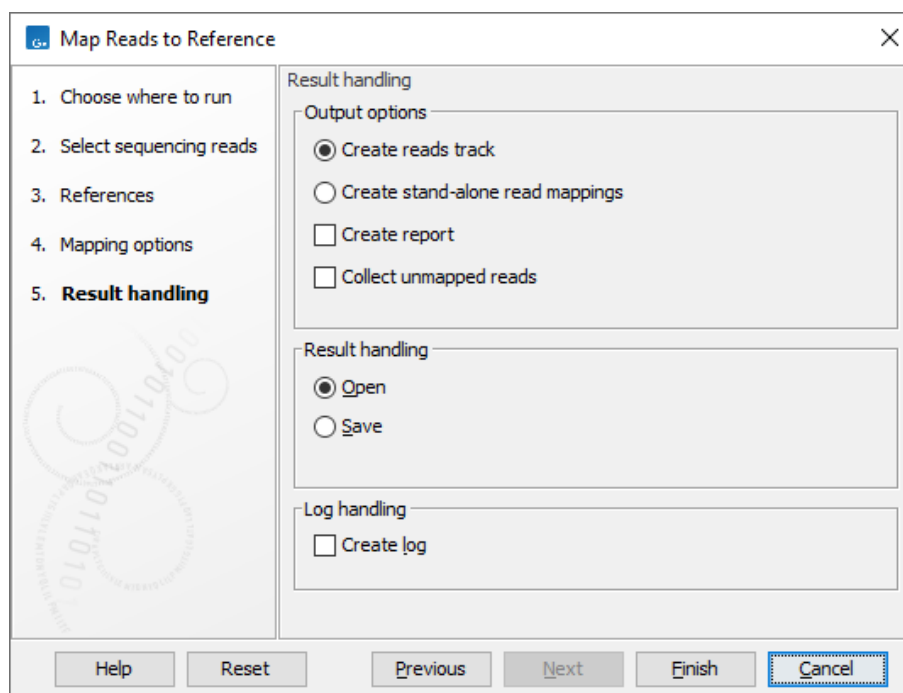 Map Reads to Reference
1. Choose where to run
2. Select sequencing reads
3. References
4. Mapping options
5. Result handling
Result handling
Output options
Create reads track
Create stand-alone read mappings
Create report
Collect unmapped reads
Result handling
Open
Save
Log handling
Create log
Help Reset Previous Next Finish Cancel